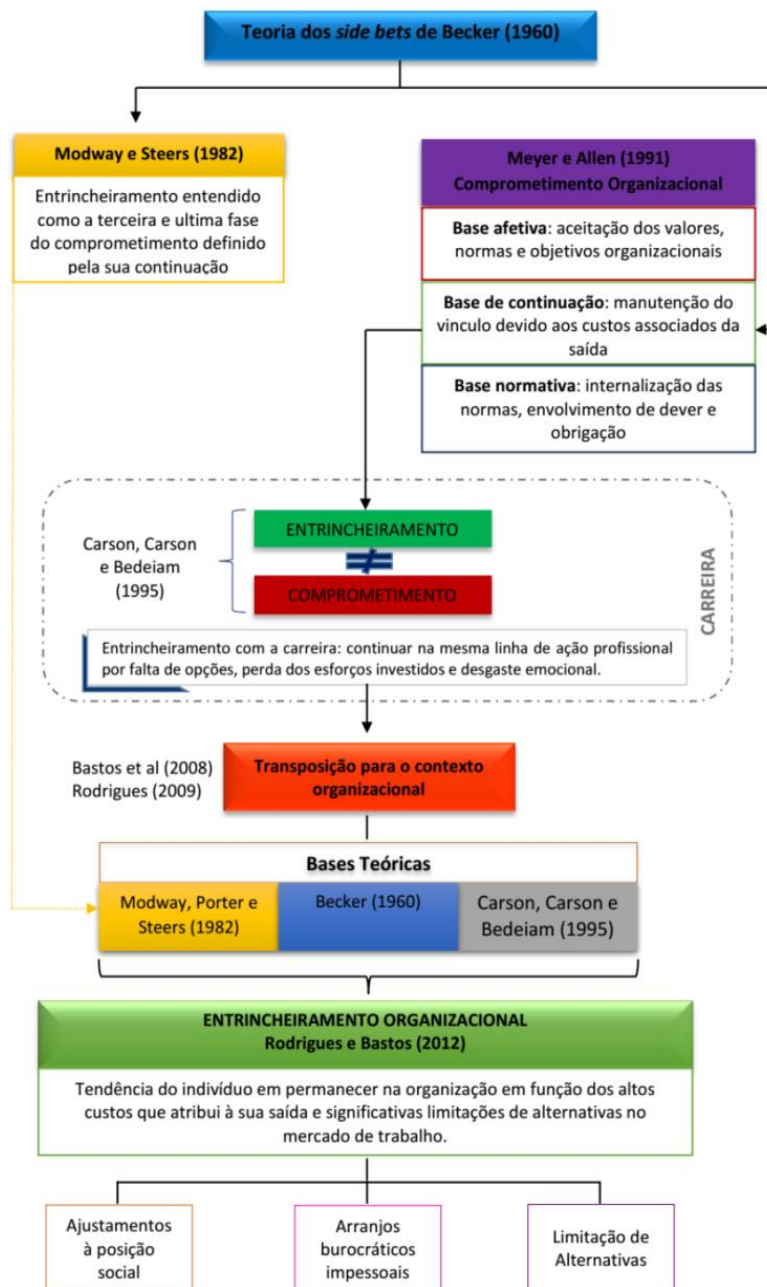 Teoria dos side bets de Becker (1960)
Modway e Steers (1982)
Entrincheiramento entendido
como a terceira e ultima fase
do comprometimento definido
pela sua continuação
Meyer e Allen (1991)
Comprometimento Organizacional
Base afetiva: aceitação dos valores,
normas e objetivos organizacionais
Base de continuação: manutenção do
vinculo devido aos custos associados da
saída
Base normativa: internalização das
normas, envolvimento de dever e
obrigação
Carson, Carson
e Bedeiam
(1995)
ENTRINCHEIRAMENTO
≠
COMPROMETIMENTO
CARREIRA
Entrincheiramento com a carreira: continuar na mesma linha de ação profissional
por falta de opções, perda dos esforços investidos e desgaste emocional.
Bastos et al (2008)
Rodrigues (2009)
Transposição para o contexto
organizacional
Bases Teóricas
Modway, Porter e
Steers (1982)
Becker (1960)
Carson, Carson e
Bedeiam (1995)
ENTRINCHEIRAMENTO ORGANIZACIONAL
Rodrigues e Bastos (2012)
Tendência do indivíduo em permanecer na organização em função dos altos
custos que atribui à sua saída e significativas limitações de alternativas no
mercado de trabalho.
Ajustamentos
à posição
social
Arranjos
burocráticos
impessoais
Limitação de
Alternativas